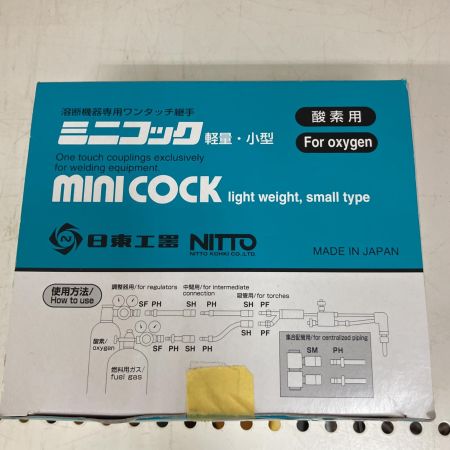 溶断機器専用ワンタッチ継手
ミニコック 軽量・小型
酸素用
For oxygen
One touch couplings exclusively
for welding equipment.
MINI COCK light weight, small type
日東工器 NITTO
NITTO KOHKI CO.,LTD.
MADE IN JAPAN
使用方法/
How to use
調整器用/for regulators
中間用/for intermediate
connection
吹管用/for torches
SF PH SH PH SH PF
酸素/
oxygen
燃料用ガス/
fuel gas
SF PH SH PH SH PF
集合配管用/for centralized piping
SM PH